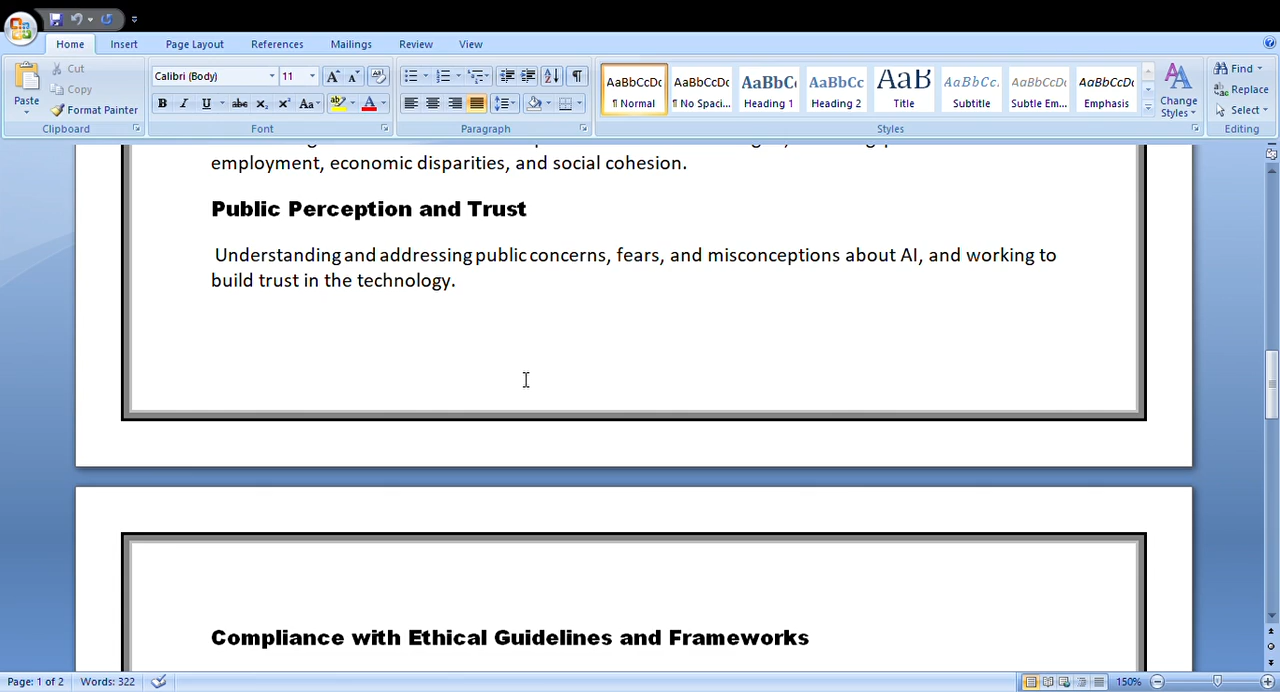 Home Insert Page Layout References Mailings Review View
Cut
Copy
Paste
Format Painter
Clipboard
Calibri (Body) 11
Font
Paragraph
AaBbCcDc AaBbCcDc AaBbCc AaBbCc AaB AaBbCc. AaBbCcDc AaBbCcDc
¶ Normal ¶ No Spaci... Heading 1 Heading 2 Title Subtitle Subtle Em... Emphasis
Change Styles
Styles
Find
Replace
Select
Editing
employment, economic disparities, and social cohesion.
Public Perception and Trust
Understanding and addressing public concerns, fears, and misconceptions about AI, and working to
build trust in the technology.
Compliance with Ethical Guidelines and Frameworks
Page: 1 of 2 Words: 322 150%